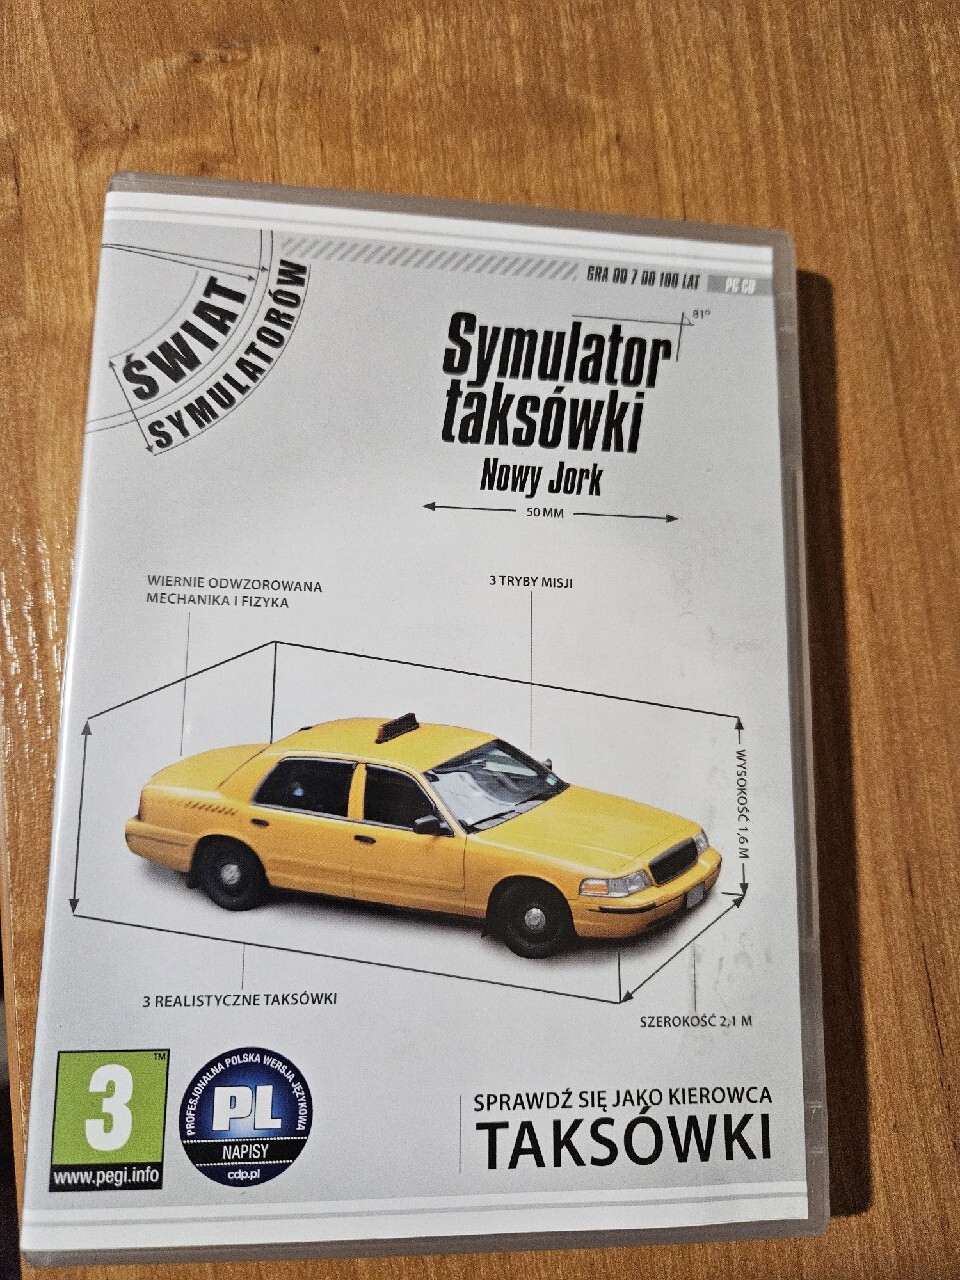 GRA OD 7 DO 100 LAT PC CD
ŚWIAT
SYMULATORÓW
81°
Symulator
taksówki
Nowy Jork
50 MM
WIERNIE ODWZOROWANA
MECHANIKA I FIZYKA
3 TRYBY MISJI
WYSOKOŚĆ 1,6 M
3 REALISTYCZNE TAKSÓWKI
SZEROKOŚĆ 2,1 M
3 TM
www.pegi.info
PROFESJONALNA POLSKA WERSJA JĘZYKOWA
PL
NAPISY
cdp.pl
SPRAWDŹ SIĘ JAKO KIEROWCA
TAKSÓWKI